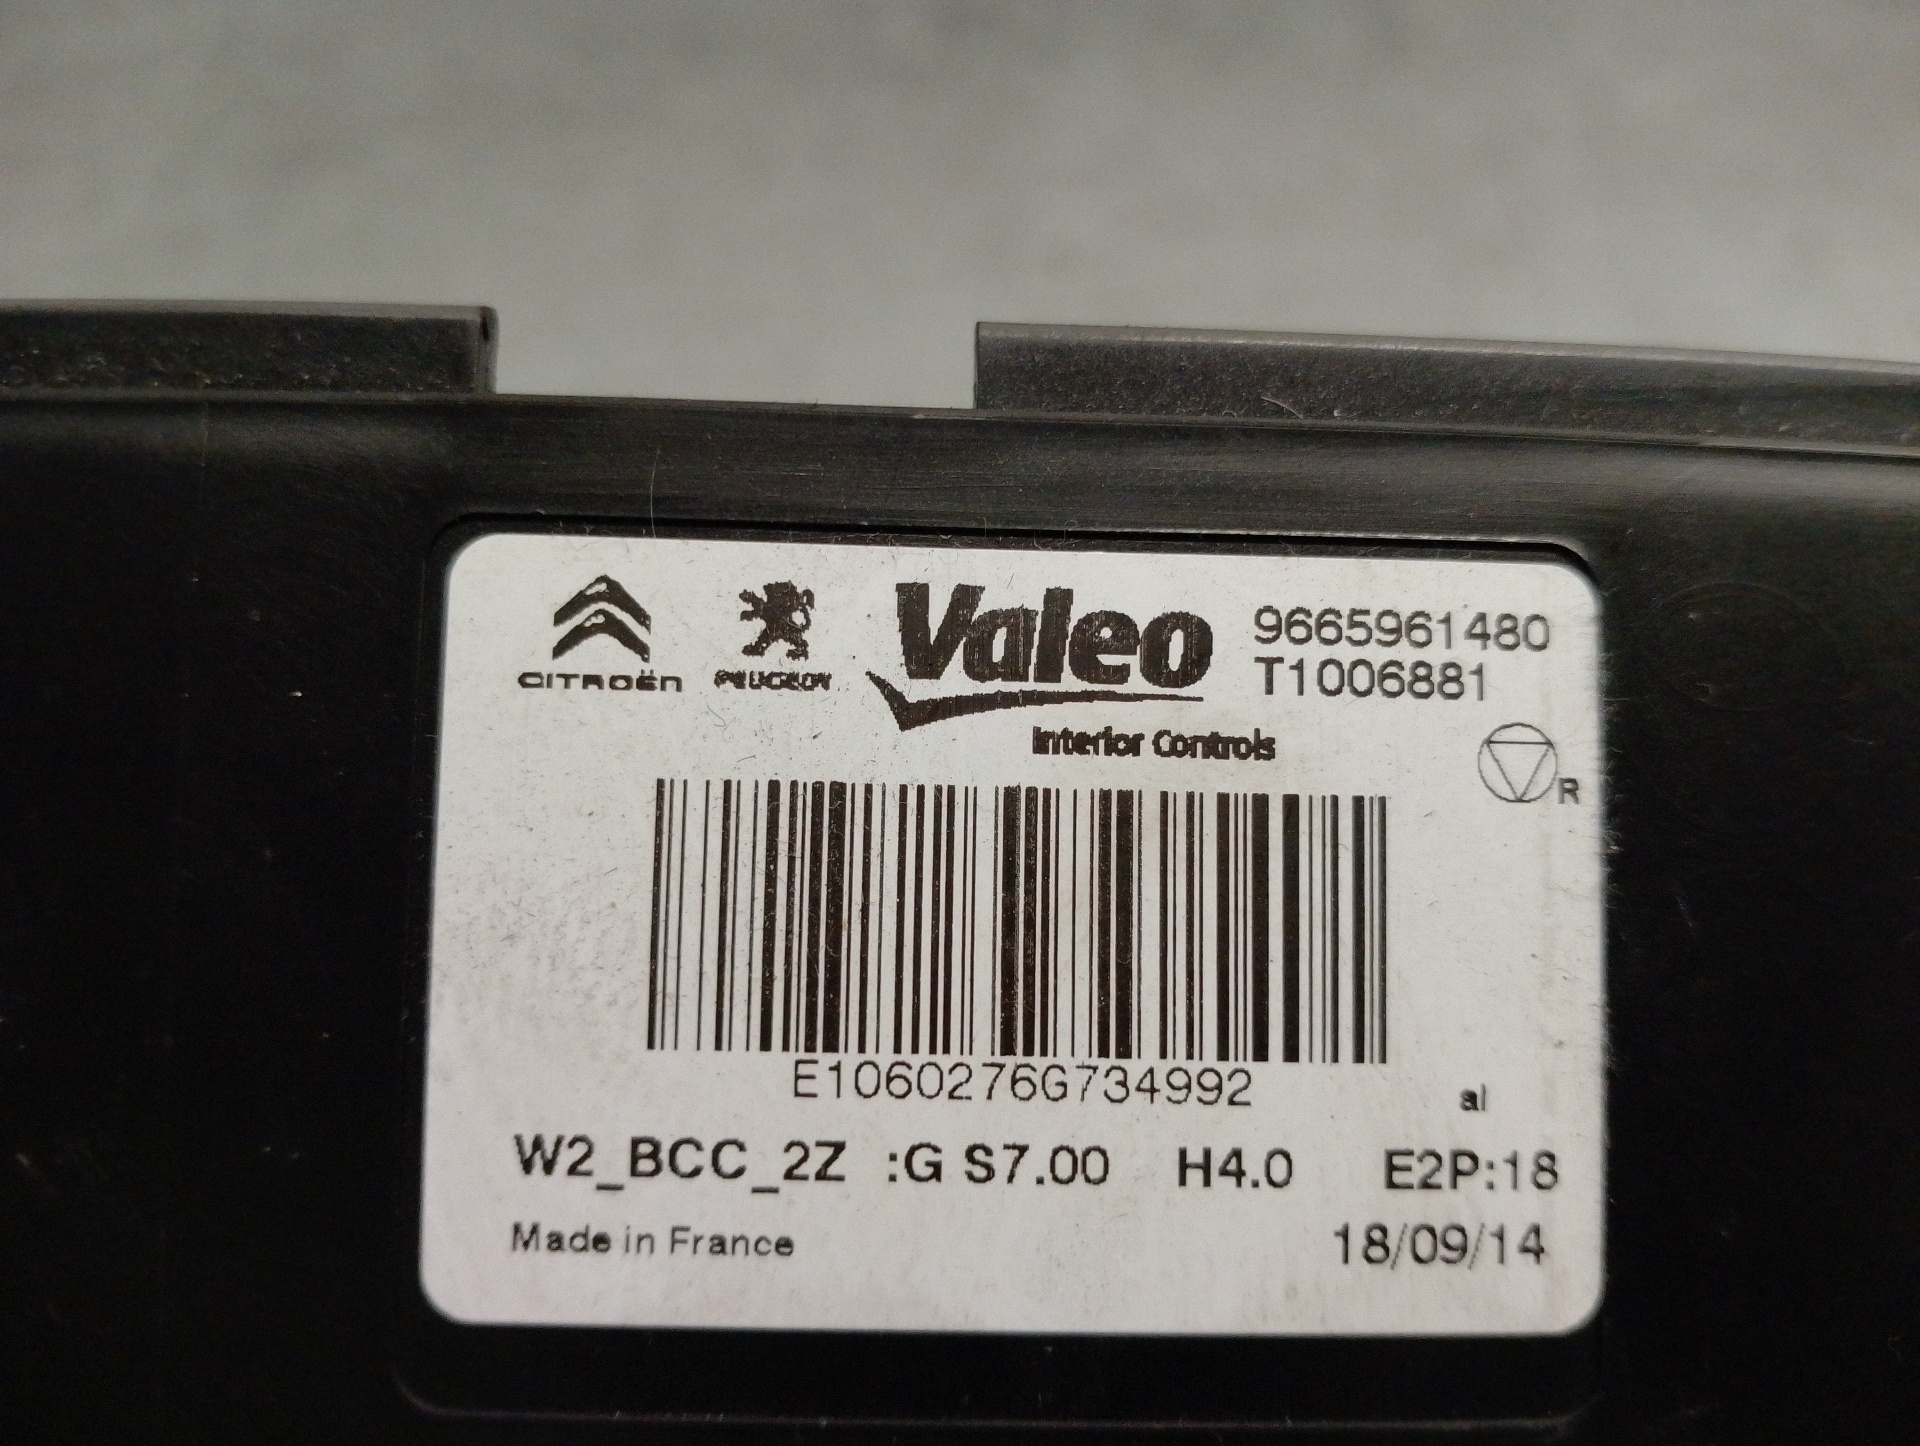 CITROËN
PEUGEOT
Valeo
Interior Controls
9665961480
T1006881
R
E1060276G734992
al
W2_BCC_2Z :G S7.00 H4.0 E2P:18
Made in France 18/09/14